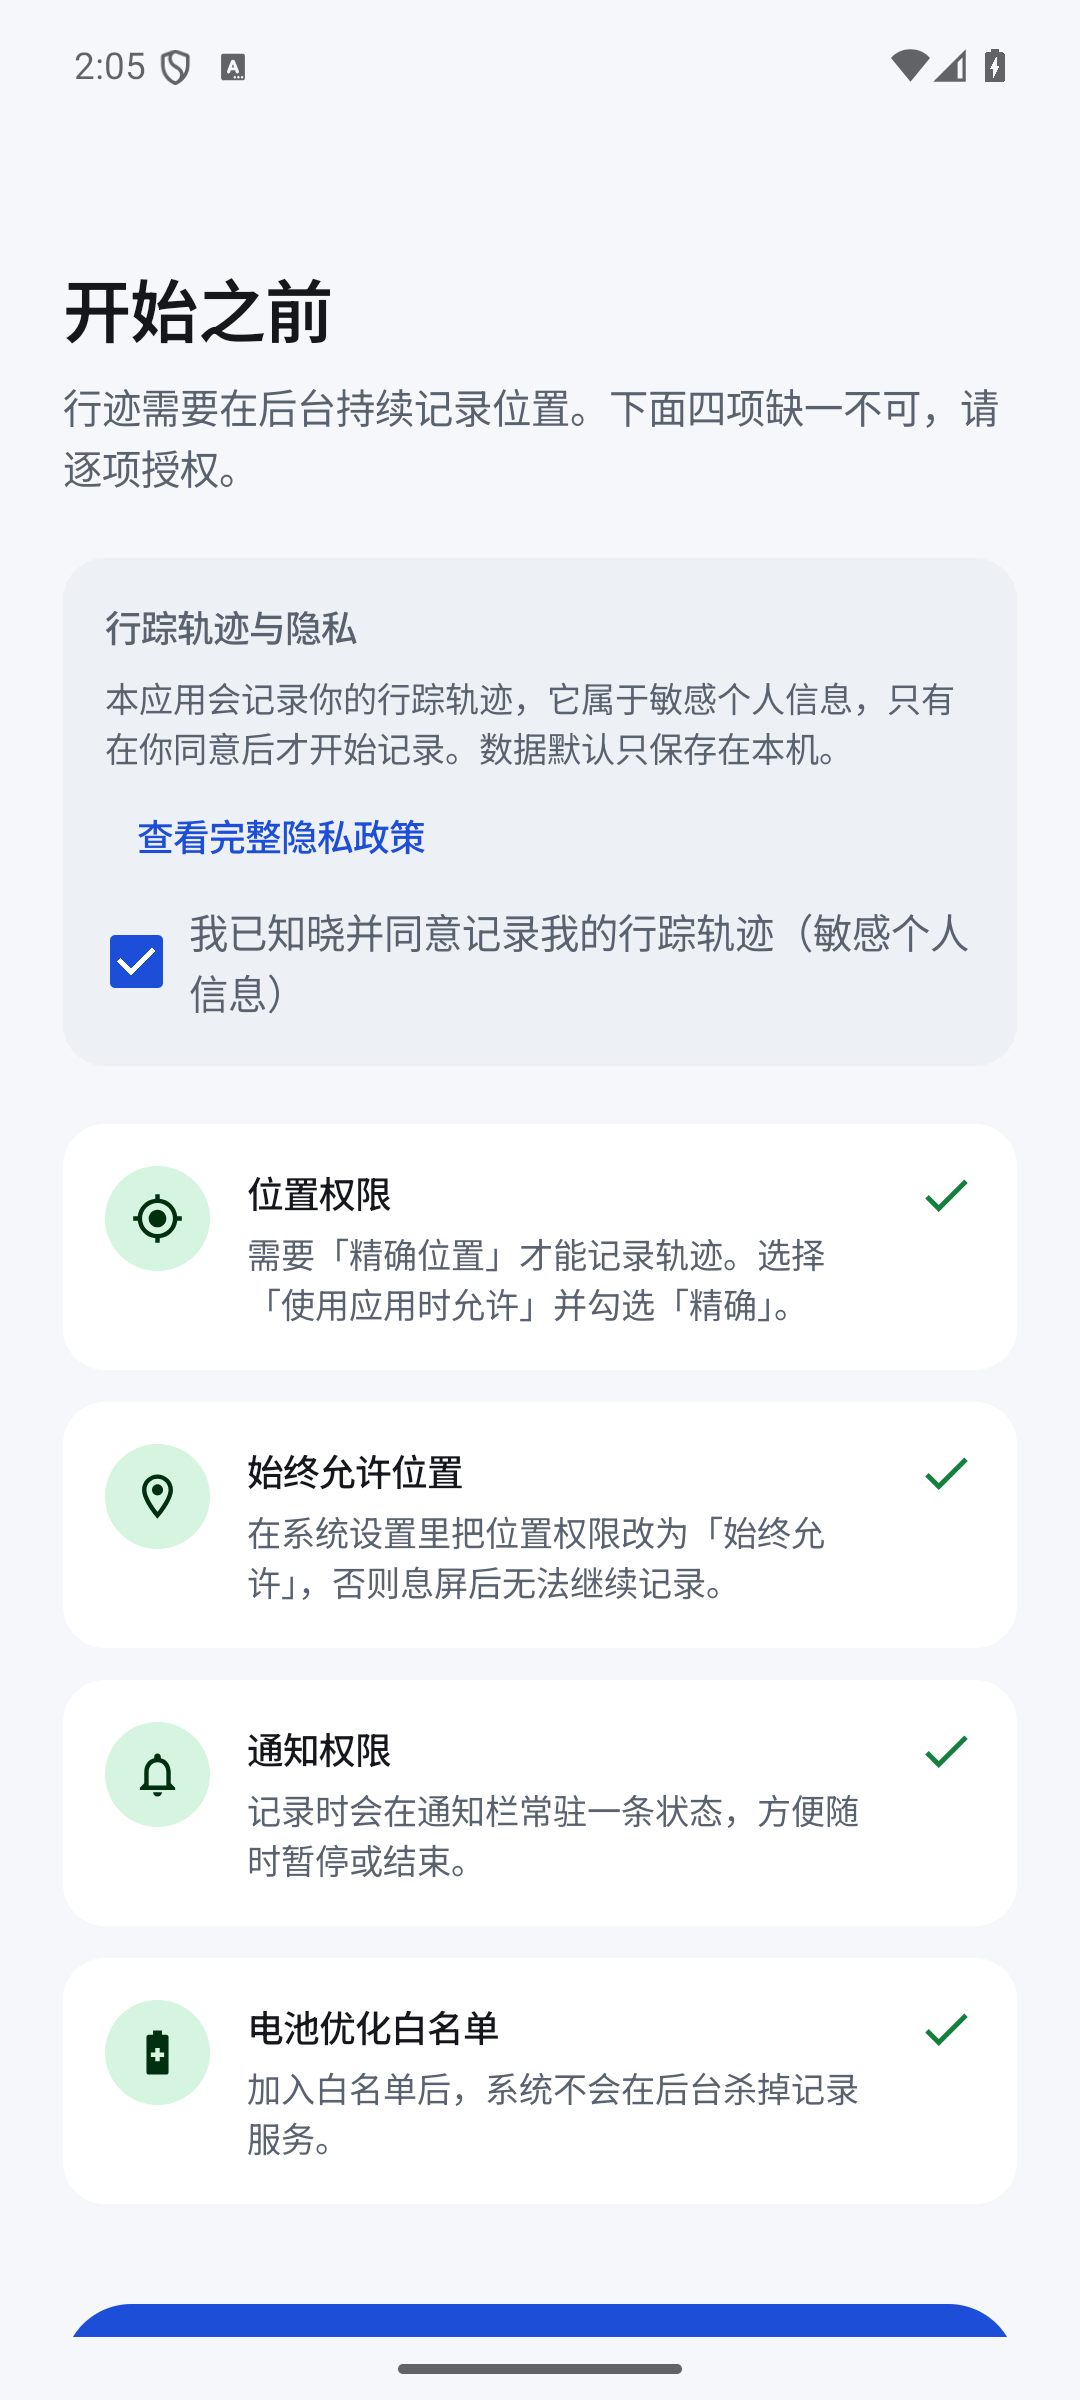 2:05
开始之前
行迹需要在后台持续记录位置。下面四项缺一不可，请
逐项授权。
行踪轨迹与隐私
本应用会记录你的行踪轨迹，它属于敏感个人信息，只有
在你同意后才开始记录。数据默认只保存在本机。
查看完整隐私政策
我已知晓并同意记录我的行踪轨迹（敏感个人
信息）
位置权限
需要「精确位置」才能记录轨迹。选择
「使用应用时允许」并勾选「精确」。
始终允许位置
在系统设置里把位置权限改为「始终允
许」，否则息屏后无法继续记录。
通知权限
记录时会在通知栏常驻一条状态，方便随
时暂停或结束。
电池优化白名单
加入白名单后，系统不会在后台杀掉记录
服务。